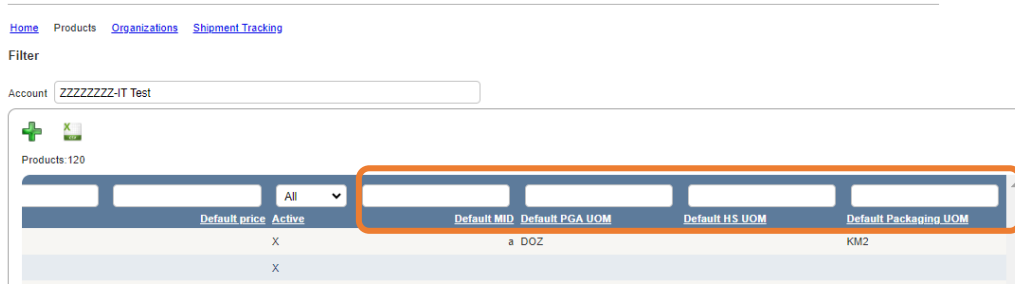 Home Products Organizations Shipment Tracking
Filter
Account ZZZZZZZZ-IT Test
Products:120
All
Default price Active Default MID Default PGA UOM Default HS UOM Default Packaging UOM
X a DOZ KM2
X